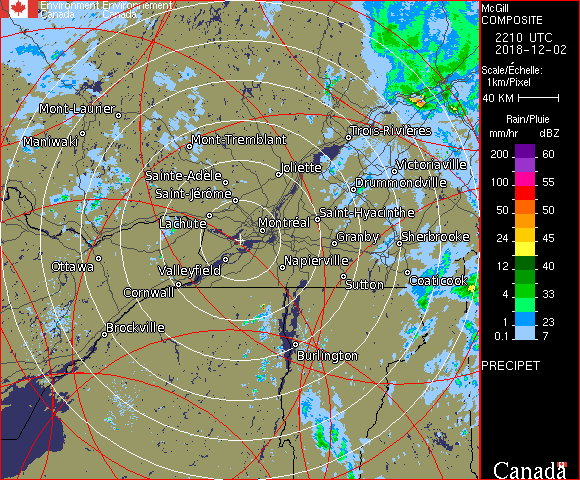 Environment Environnement
Canada Canada
Mont-Laurier
Maniwaki
Mont-Tremblant
Trois-Rivières
Sainte-Adèle
Joliette
Victoriaville
Saint-Jérôme
Drummondville
Lachute
Montréal
Saint-Hyacinthe
Granby
Sherbrooke
Ottawa
Valleyfield
Napierville
Cornwall
Sutton
Coaticook
Brockville
Burlington
McGill
COMPOSITE
2210 UTC
2018-12-02
Scale/Échelle:
1km/Pixel
40 KM
Rain/Pluie
mm/hr dBZ
200 60
150 55
100 55
50 50
24 45
12 40
4 33
1 23
0.1 7
PRECIPET
Canada